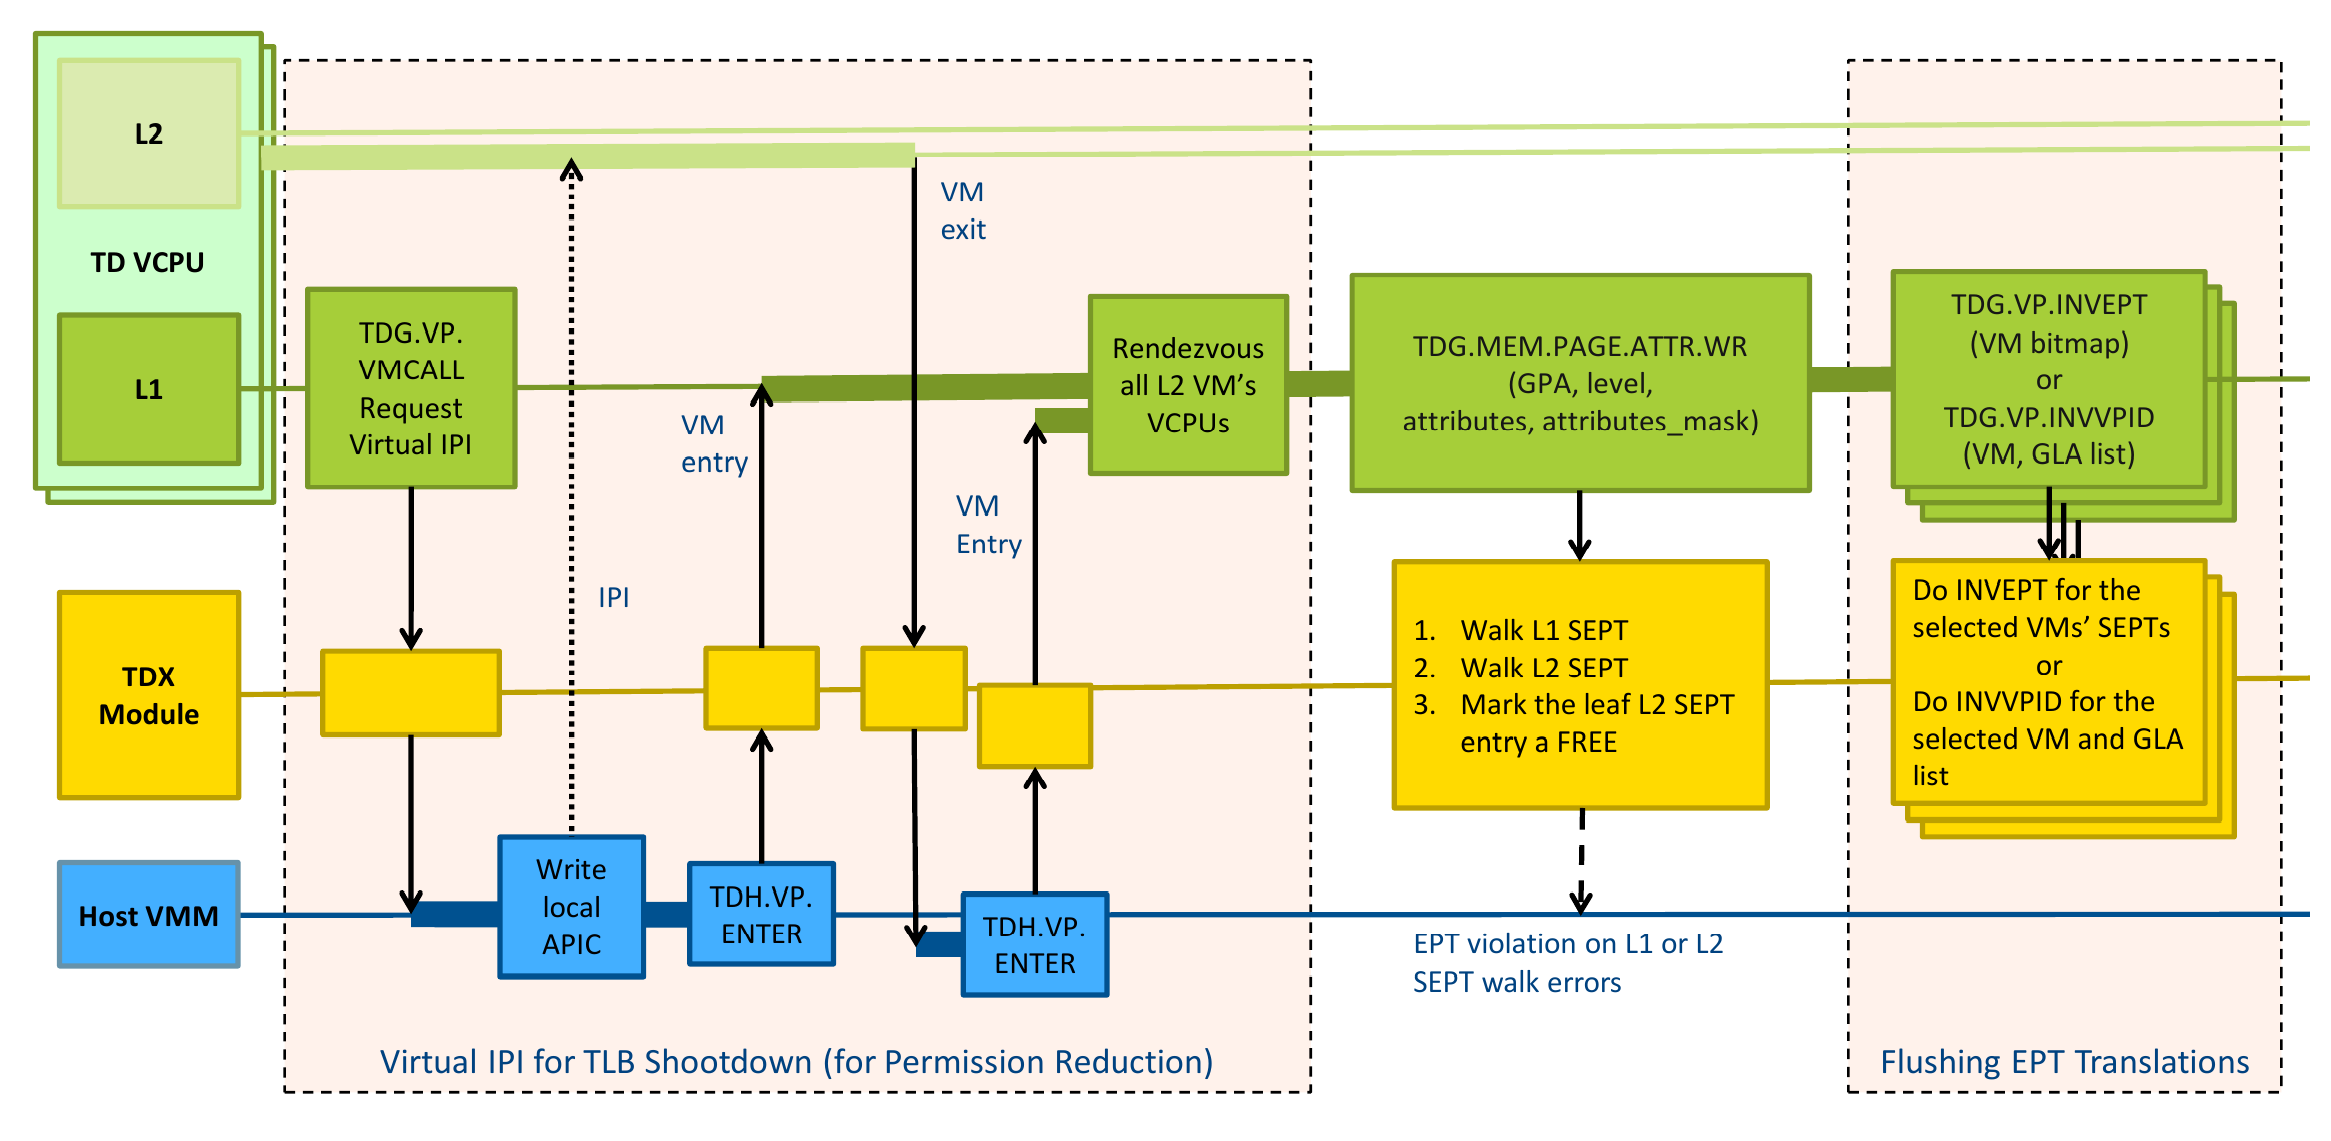 L2
TD VCPU
L1
TDX
Module
Host VMM
TDG.VP.
VMCALL
Request
Virtual IPI
IPI
Write
local
APIC
VM
entry
TDH.VP.
ENTER
VM
exit
VM
Entry
TDH.VP.
ENTER
Rendezvous
all L2 VM’s
VCPUs
Virtual IPI for TLB Shootdown (for Permission Reduction)
TDG.MEM.PAGE.ATTR.WR
(GPA, level,
attributes, attributes_mask)
1. Walk L1 SEPT
2. Walk L2 SEPT
3. Mark the leaf L2 SEPT
entry a FREE
EPT violation on L1 or L2
SEPT walk errors
TDG.VP.INVEPT
(VM bitmap)
or
TDG.VP.INVVPID
(VM, GLA list)
Do INVEPT for the
selected VMs’ SEPTs
or
Do INVVPID for the
selected VM and GLA
list
Flushing EPT Translations